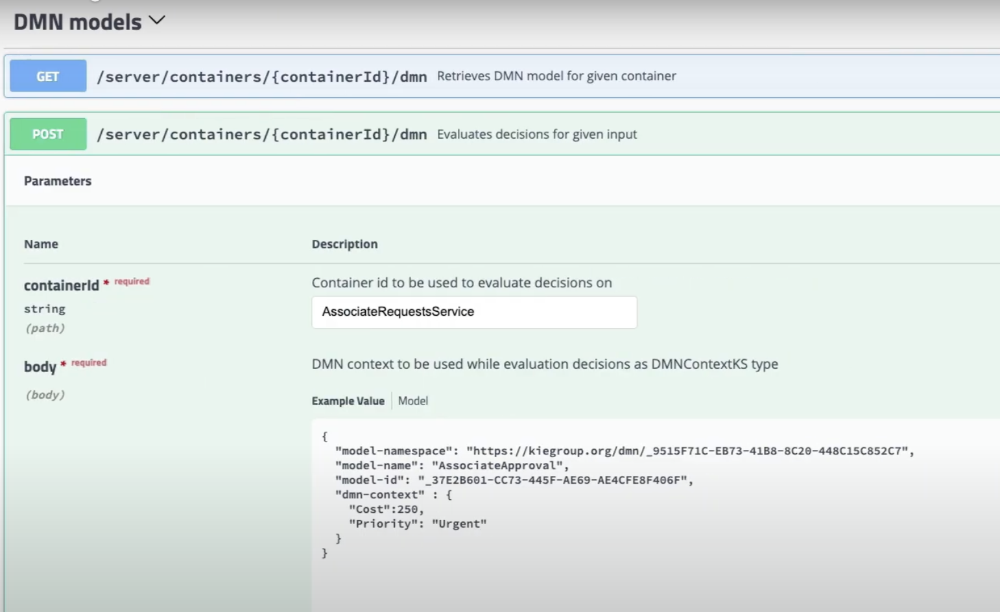 DMN models
GET /server/containers/{containerId}/dmn Retrieves DMN model for given container
POST /server/containers/{containerId}/dmn Evaluates decisions for given input
Parameters
Name Description
containerId * required Container id to be used to evaluate decisions on
string AssociateRequestsService
(path)
body * required DMN context to be used while evaluation decisions as DMNContextKS type
(body)
Example Value Model
{
"model-namespace": "https://kiegroup.org/dmn/_9515F71C-EB73-41B8-8C20-448C15C852C7",
"model-name": "AssociateApproval",
"model-id": "_37E2B601-CC73-445F-AE69-AE4CFE8F406F",
"dmn-context" : {
"Cost":250,
"Priority": "Urgent"
}
}